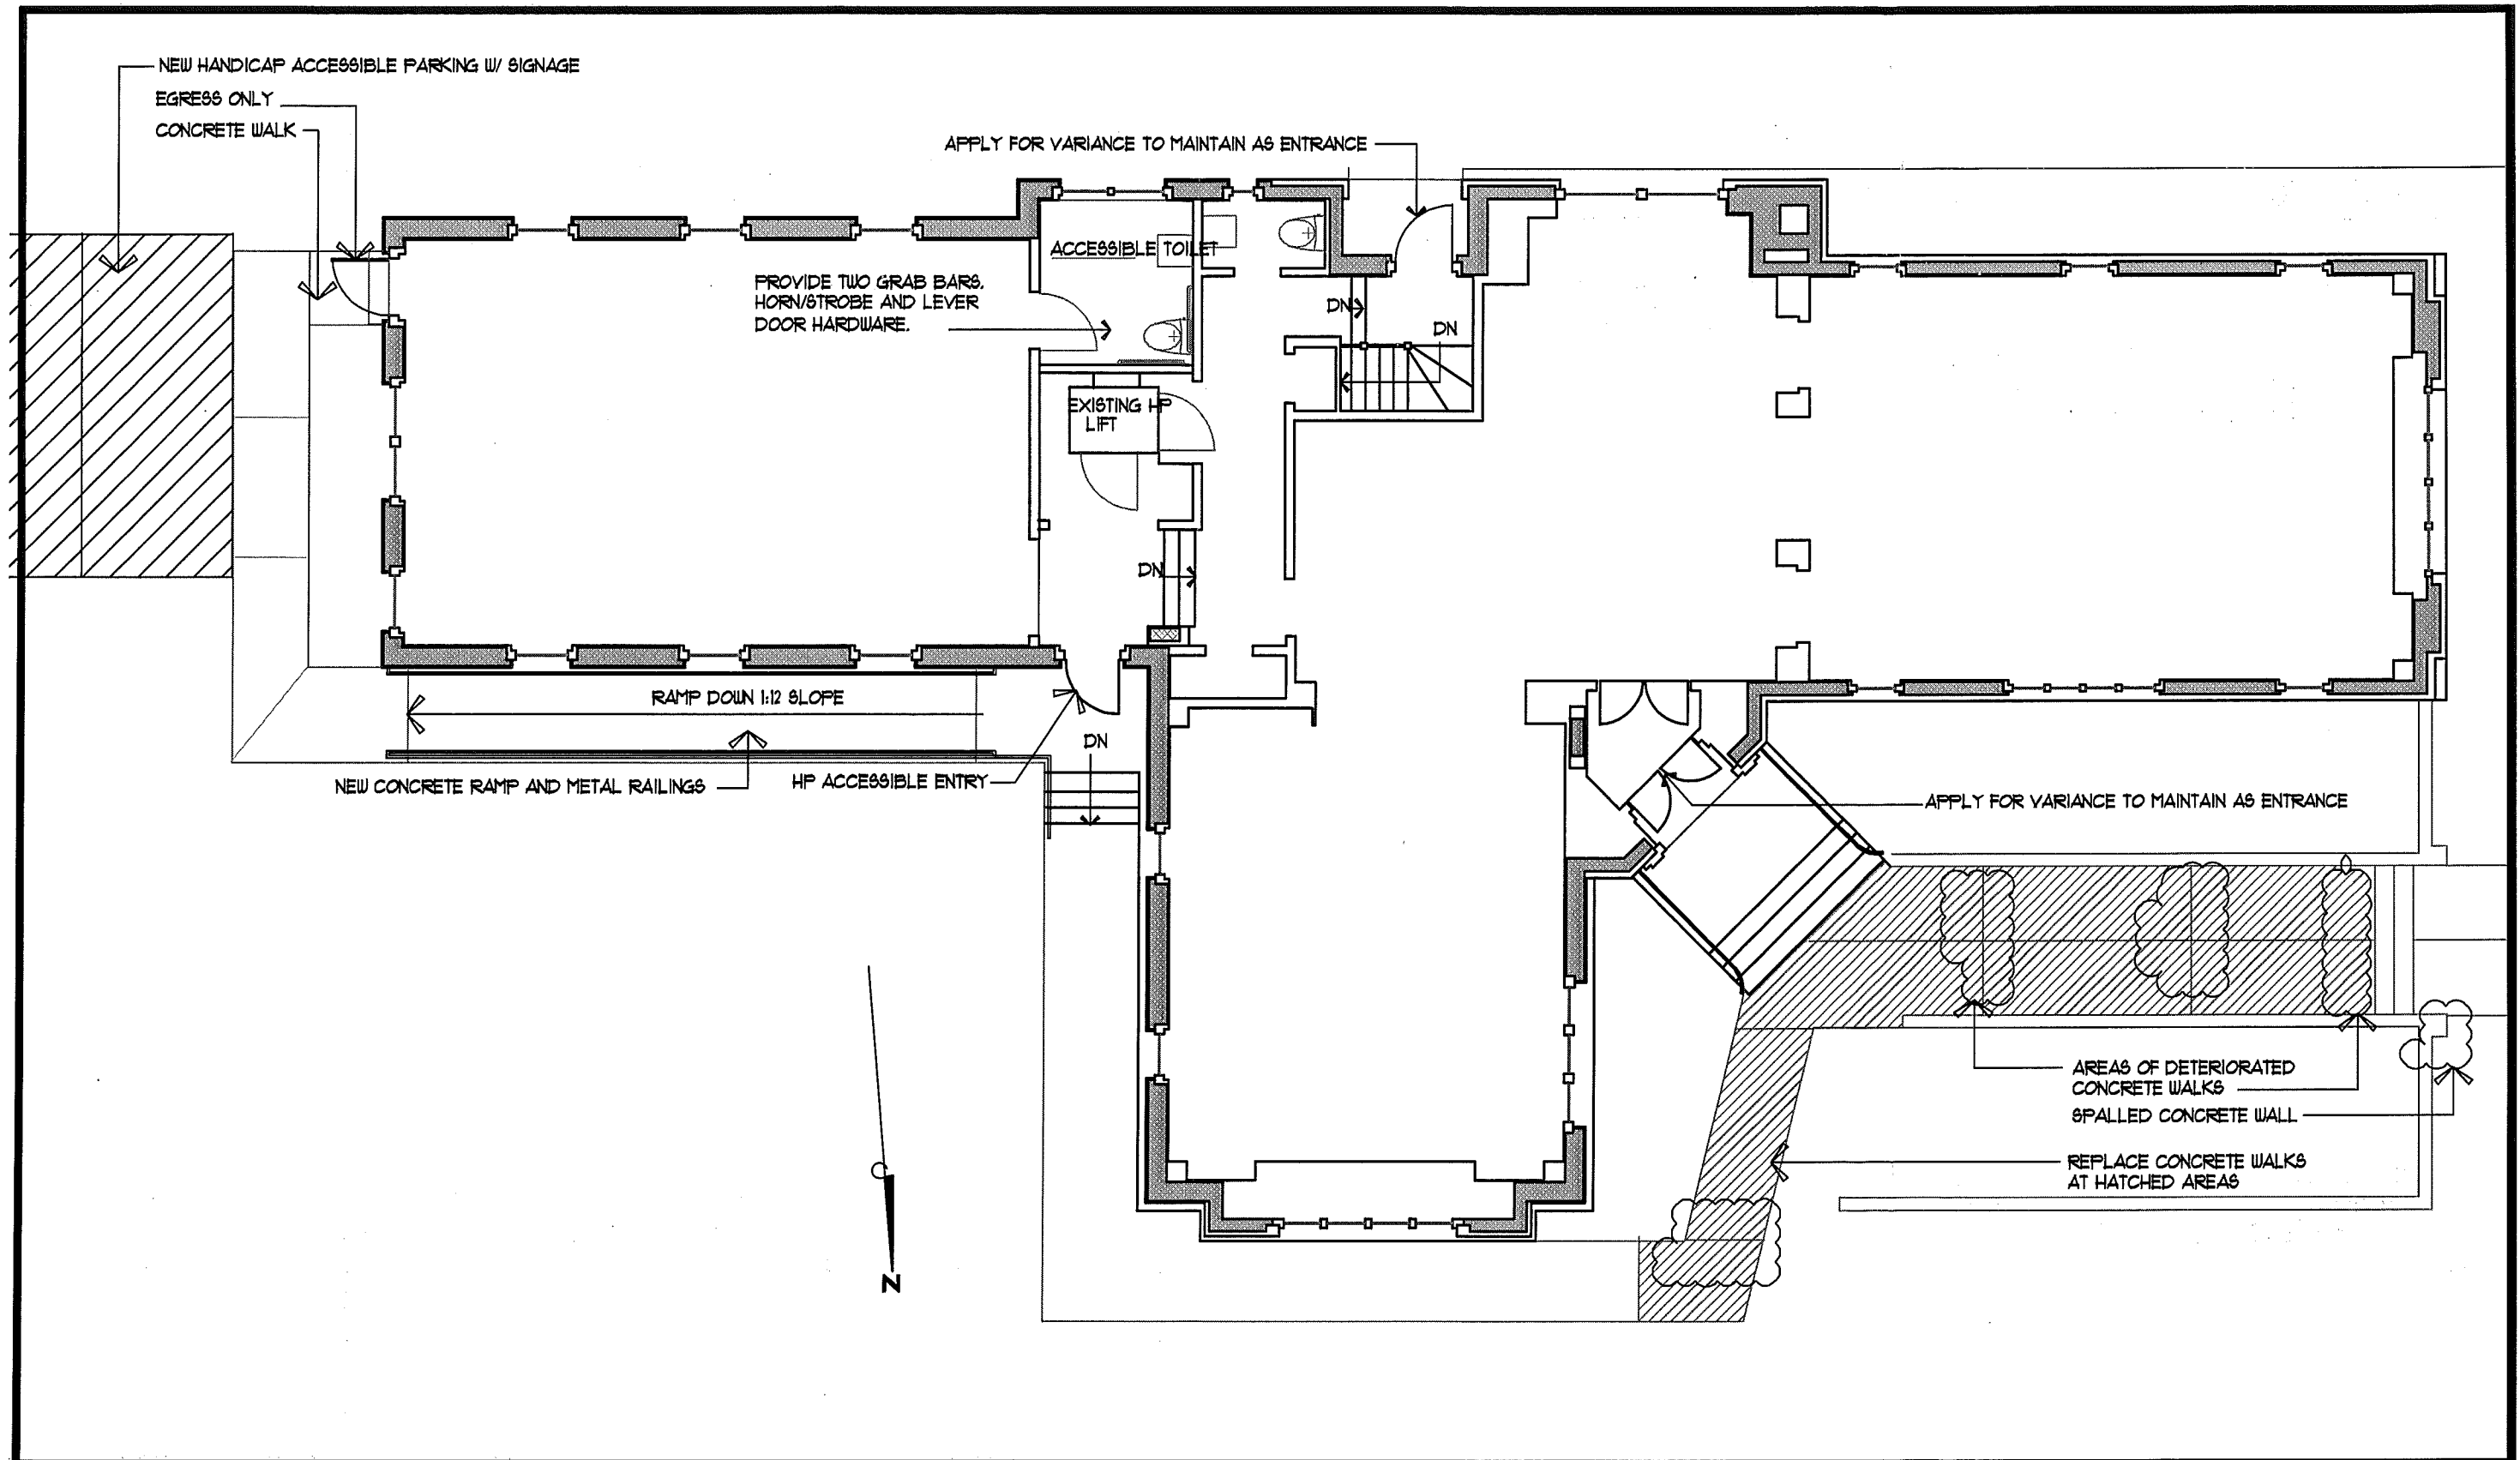 NEW HANDICAP ACCESSIBLE PARKING W/ SIGNAGE
EGRESS ONLY
CONCRETE WALK
APPLY FOR VARIANCE TO MAINTAIN AS ENTRANCE
ACCESSIBLE TOILET
PROVIDE TWO GRAB BARS,
HORN/STROBE AND LEVER
DOOR HARDWARE.
DN
DN
EXISTING HP
LIFT
DN
RAMP DOWN 1:12 SLOPE
DN
NEW CONCRETE RAMP AND METAL RAILINGS
HP ACCESSIBLE ENTRY
APPLY FOR VARIANCE TO MAINTAIN AS ENTRANCE
AREAS OF DETERIORATED
CONCRETE WALKS
SPALLED CONCRETE WALL
REPLACE CONCRETE WALKS
AT HATCHED AREAS
N